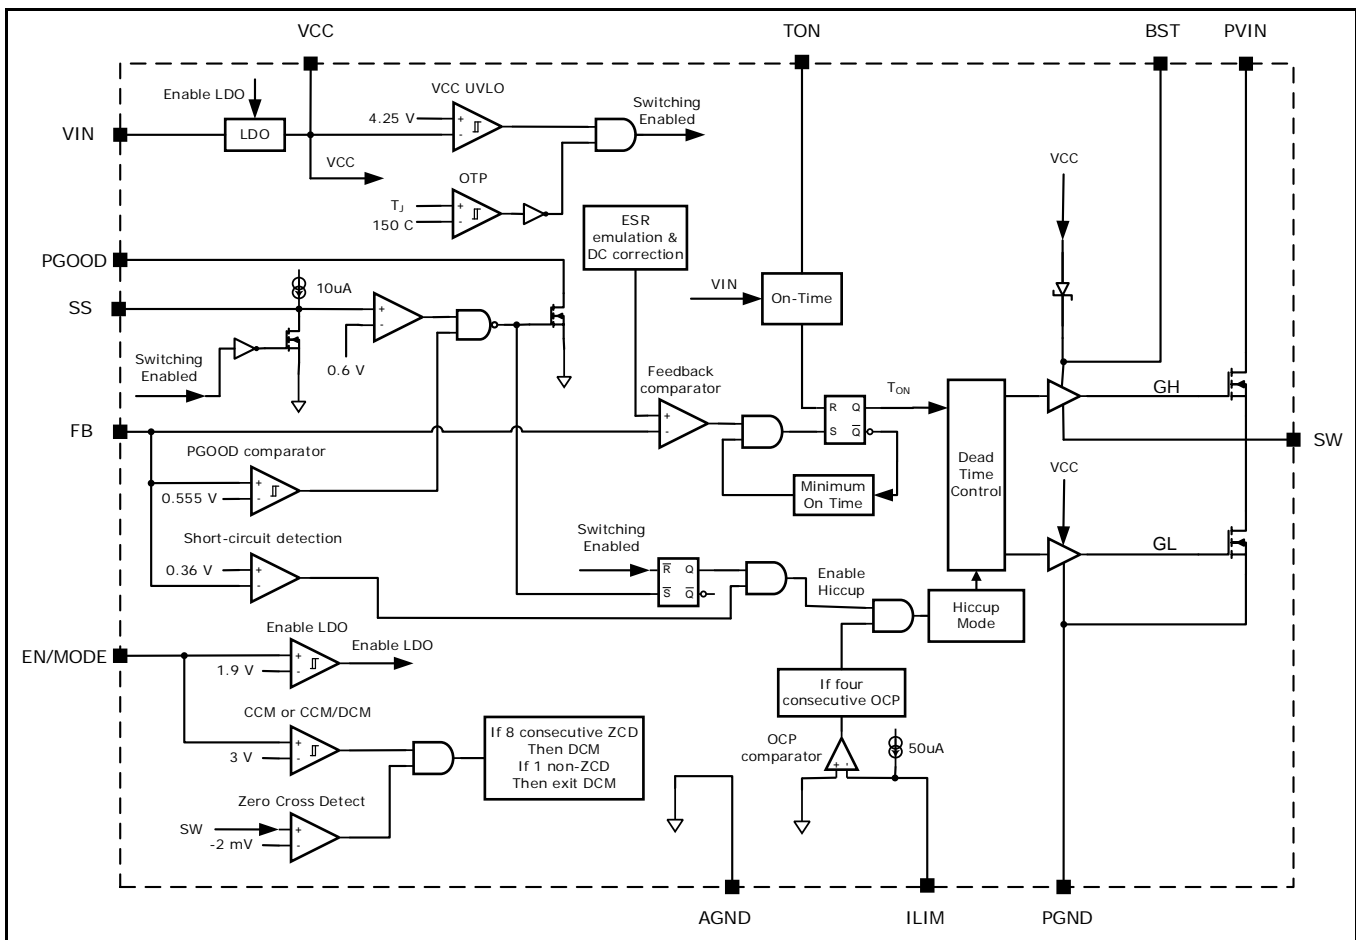 VCC
TON
BST
PVIN
Enable LDO
VCC UVLO
Switching
Enabled
4.25 V
+
-
VIN
LDO
VCC
VCC
OTP
TJ
150 C
+
-
ESR
emulation &
DC correction
PGOOD
VIN
On-Time
SS
10uA
+
-
0.6 V
Switching
Enabled
Feedback
comparator
+
-
TON
R Q
S Q
GH
FB
SW
PGOOD comparator
+
-
0.555 V
Minimum
On Time
Dead
Time
Control
VCC
Short-circuit detection
0.36 V
+
-
Switching
Enabled
R Q
S Q
Enable
Hiccup
GL
Hiccup
Mode
Enable LDO
EN/MODE
+
-
1.9 V
Enable LDO
If four
consecutive OCP
CCM or CCM/DCM
+
-
3 V
If 8 consecutive ZCD
Then DCM
If 1 non-ZCD
Then exit DCM
OCP
comparator
+ -
50uA
Zero Cross Detect
SW
-2 mV
+
-
AGND
ILIM
PGND